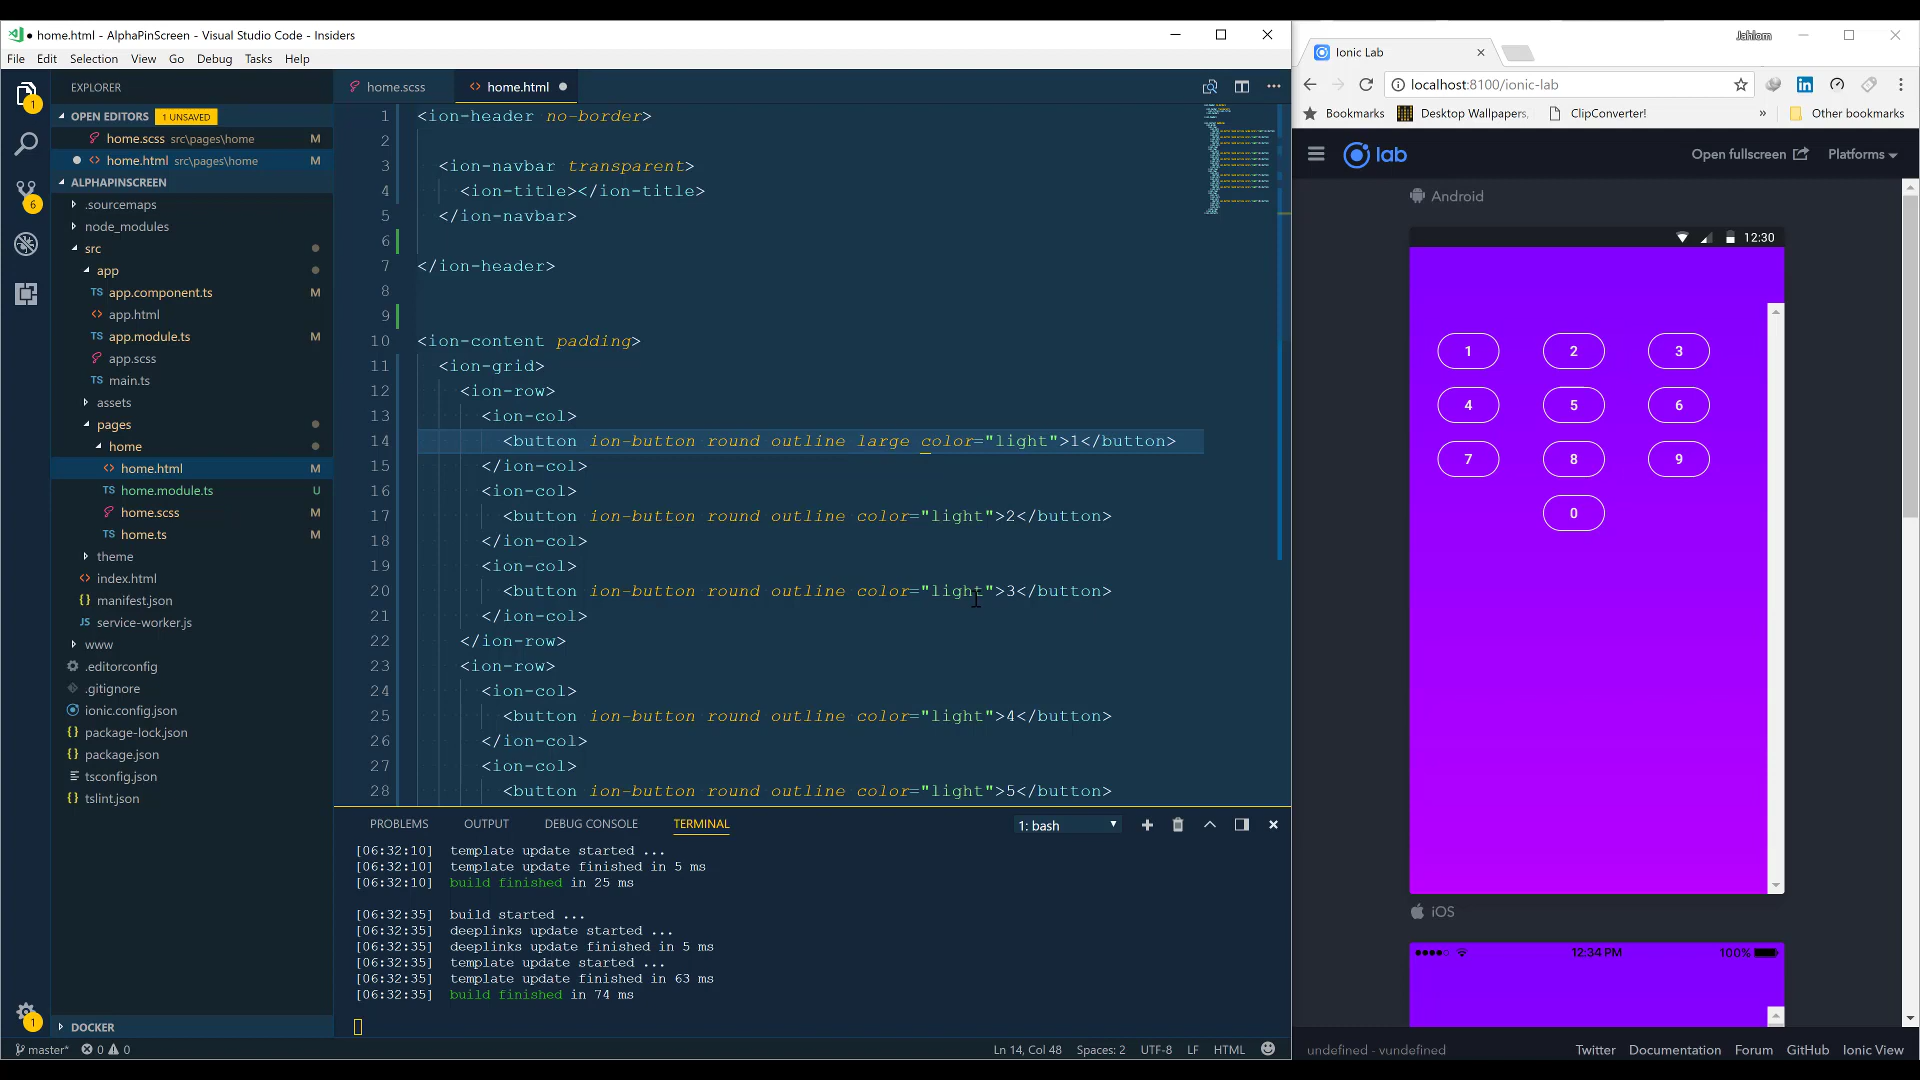 home.html - AlphaPinScreen - Visual Studio Code - Insiders
File Edit Selection View Go Debug Tasks Help
EXPLORER
OPEN EDITORS 1 UNSAVED
home.scss src\pages\home M
home.html src\pages\home M
ALPHAPINSCREEN
.sourcemaps
node_modules
src
app
TS app.component.ts M
app.html
TS app.module.ts M
app.scss
TS main.ts
assets
pages
home
home.html M
TS home.module.ts U
home.scss M
TS home.ts M
theme
index.html
manifest.json
service-worker.js
www
.editorconfig
.gitignore
ionic.config.json
package-lock.json
package.json
tsconfig.json
tslint.json
DOCKER
1
6
1
home.scss home.html
1 <ion-header no-border>
2
3 <ion-navbar transparent>
4 <ion-title></ion-title>
5 </ion-navbar>
6
7 </ion-header>
8
9
10 <ion-content padding>
11 <ion-grid>
12 <ion-row>
13 <ion-col>
14 <button ion-button round outline large color="light">1</button>
15 </ion-col>
16 <ion-col>
17 <button ion-button round outline color="light">2</button>
18 </ion-col>
19 <ion-col>
20 <button ion-button round outline color="light">3</button>
21 </ion-col>
22 </ion-row>
23 <ion-row>
24 <ion-col>
25 <button ion-button round outline color="light">4</button>
26 </ion-col>
27 <ion-col>
28 <button ion-button round outline color="light">5</button>
PROBLEMS OUTPUT DEBUG CONSOLE TERMINAL 1: bash
[06:32:10] template update started ...
[06:32:10] template update finished in 5 ms
[06:32:10] build finished in 25 ms
[06:32:35] build started ...
[06:32:35] deeplinks update started ...
[06:32:35] deeplinks update finished in 5 ms
[06:32:35] template update started ...
[06:32:35] template update finished in 63 ms
[06:32:35] build finished in 74 ms
master* 0 0 Ln 14, Col 48 Spaces: 2 UTF-8 LF HTML
Jahlom
Ionic Lab
localhost:8100/ionic-lab
Bookmarks Desktop Wallpapers, ClipConverter! » Other bookmarks
lab Open fullscreen Platforms
Android
12:30
1 2 3
4 5 6
7 8 9
0
iOS
12:34 PM 100%
undefined - vundefined Twitter Documentation Forum GitHub Ionic View